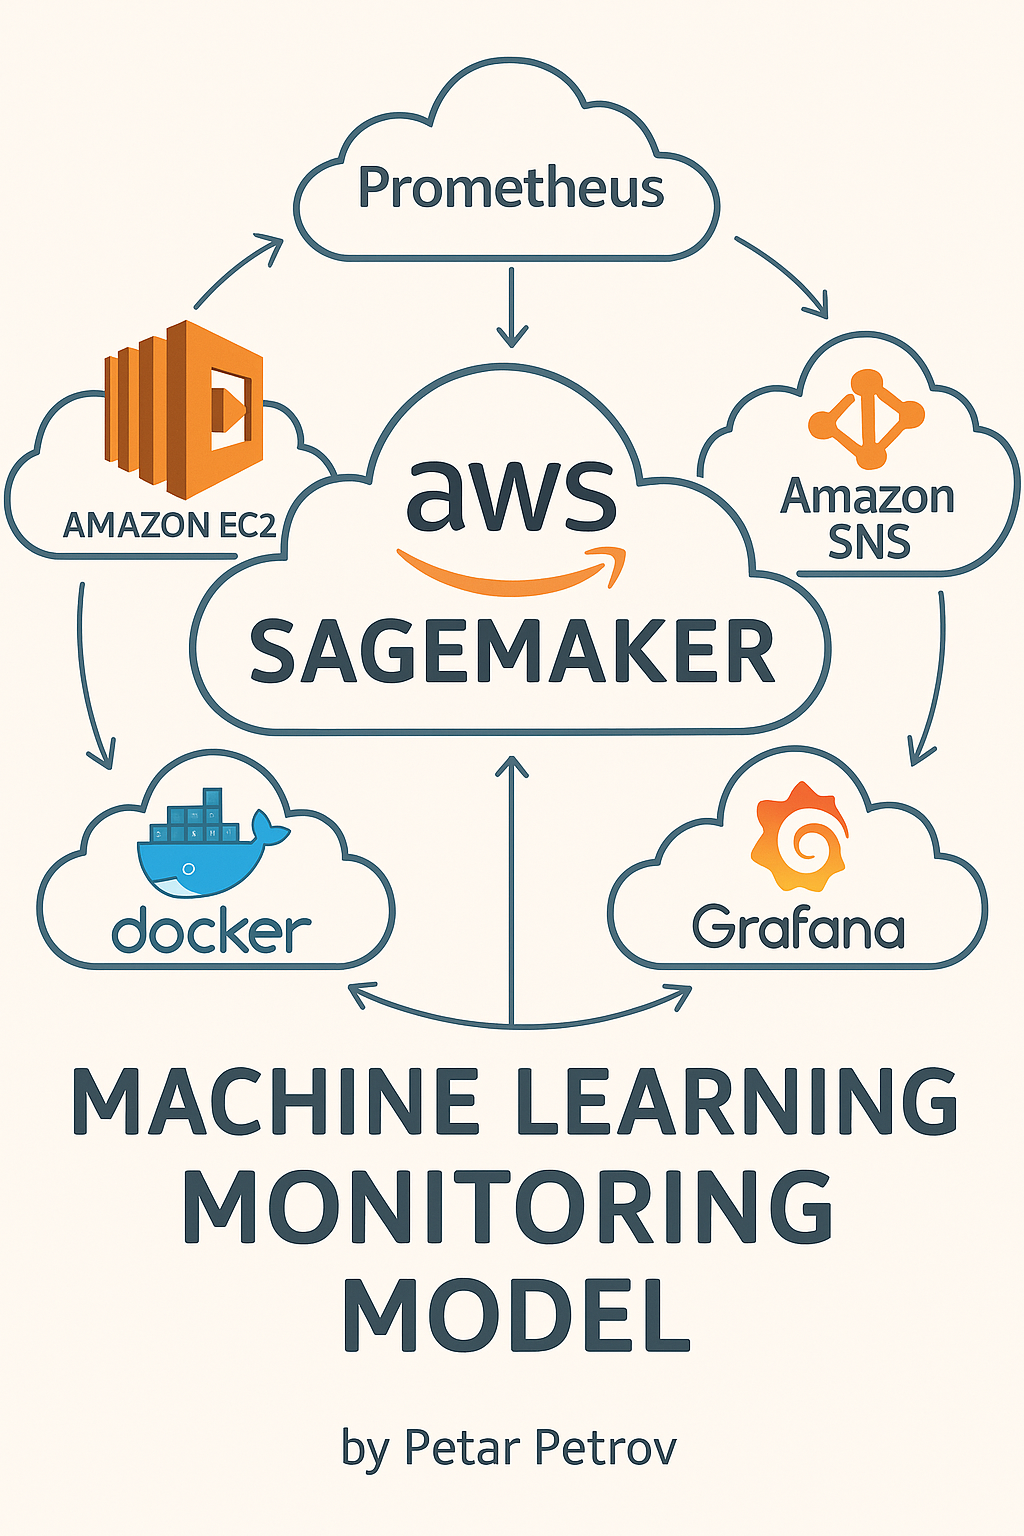 Prometheus
AMAZON EC2
aws
SAGEMAKER
Amazon
SNS
docker
Grafana
MACHINE LEARNING
MONITORING
MODEL
by Petar Petrov